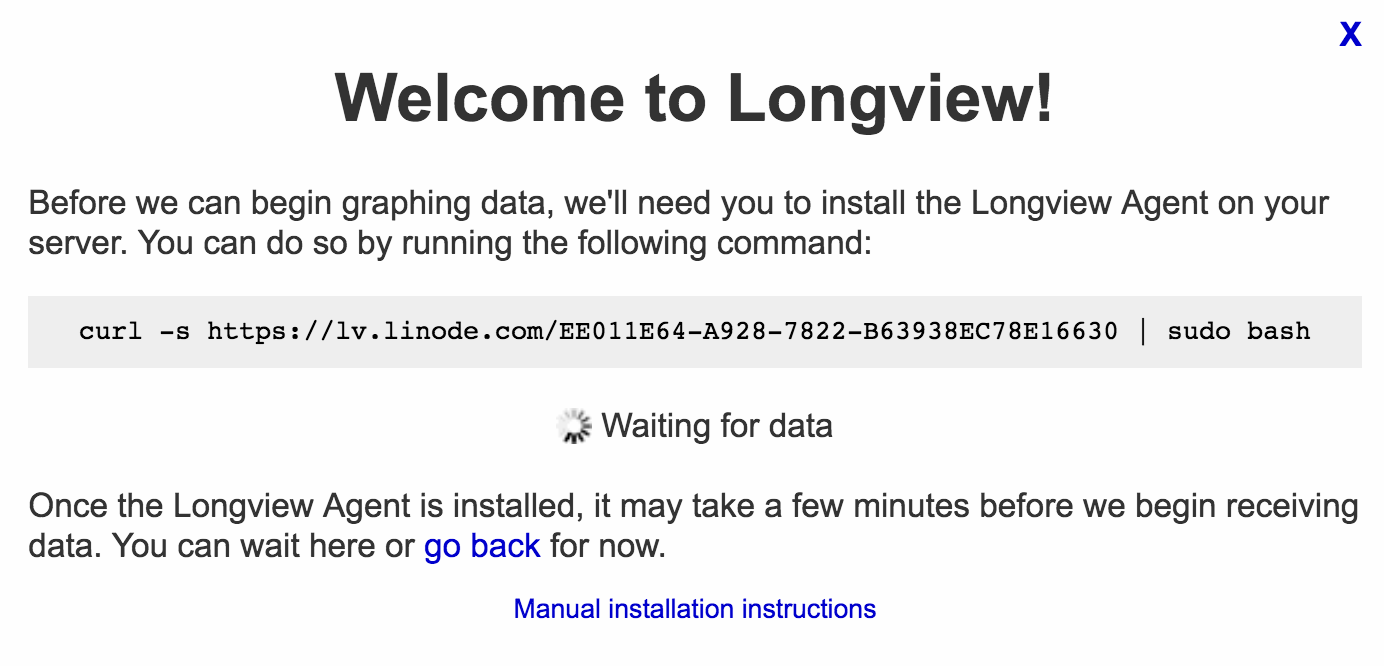 X
Welcome to Longview!
Before we can begin graphing data, we'll need you to install the Longview Agent on your
server. You can do so by running the following command:
curl -s https://lv.linode.com/EE011E64-A928-7822-B63938EC78E16630 | sudo bash
Waiting for data
Once the Longview Agent is installed, it may take a few minutes before we begin receiving
data. You can wait here or go back for now.
Manual installation instructions